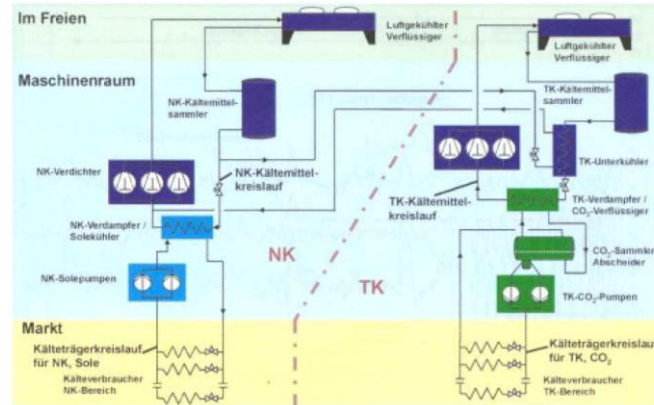 Im Freien
Luftgekühlter
Verflüssiger
Luftgekühlter
Verflüssiger
Maschinenraum
NK-Kältemittel-
sammler
TK-Kältemittel-
sammler
NK-Verdichter
NK-Kältemittel-
kreislauf
TK-Verdichter
TK-Unterkühler
TK-Kältemittel-
kreislauf
TK-Verdampfer /
CO₂-Verflüssiger
NK-Verdampfer /
Solekühler
NK
CO₂-Sammler
Abscheider
NK-Solepumpen
TK
TK-CO₂-Pumpen
Markt
Kälteträgerkreislauf
für NK, Sole
Kälteträgerkreislauf
für TK, CO₂
Kälteverbraucher
NK-Bereich
Kälteverbraucher
TK-Bereich